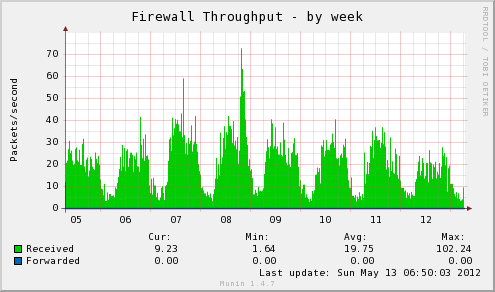 Firewall Throughput - by week
RRDTOOL / TOBI OETIKER
Packets/second
70
60
50
40
30
20
10
0
05 06 07 08 09 10 11 12
Cur: Min: Avg: Max:
Received 9.23 1.64 19.75 102.24
Forwarded 0.00 0.00 0.00 0.00
Last update: Sun May 13 06:50:03 2012
Munin 1.4.7